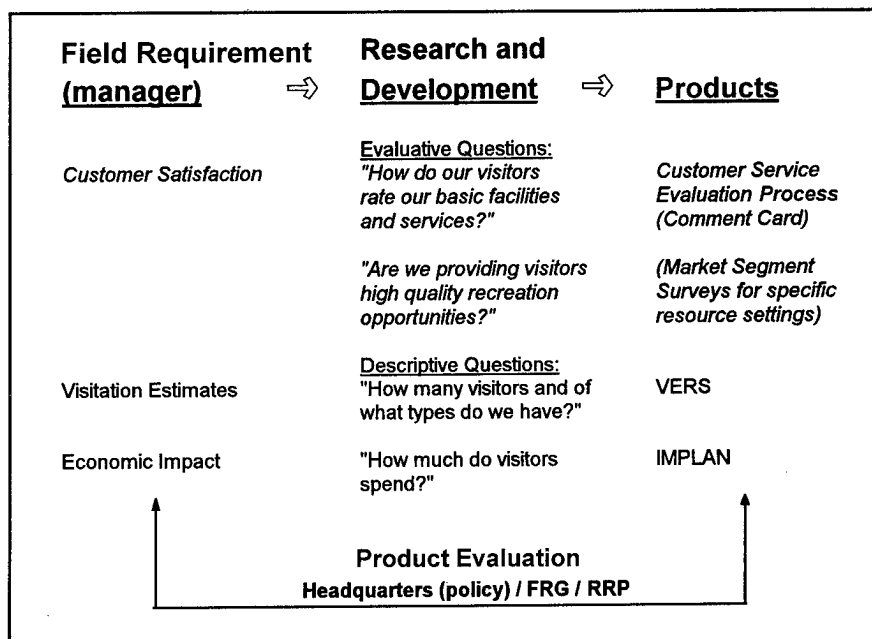 Field Requirement
(manager) ⇨
Research and
Development ⇨
Products
Customer Satisfaction
Evaluative Questions:
"How do our visitors
rate our basic facilities
and services?"
Customer Service
Evaluation Process
(Comment Card)
"Are we providing visitors
high quality recreation
opportunities?"
(Market Segment
Surveys for specific
resource settings)
Visitation Estimates
Descriptive Questions:
"How many visitors and of
what types do we have?"
VERS
Economic Impact
"How much do visitors
spend?"
IMPLAN
Product Evaluation
Headquarters (policy) / FRG / RRP